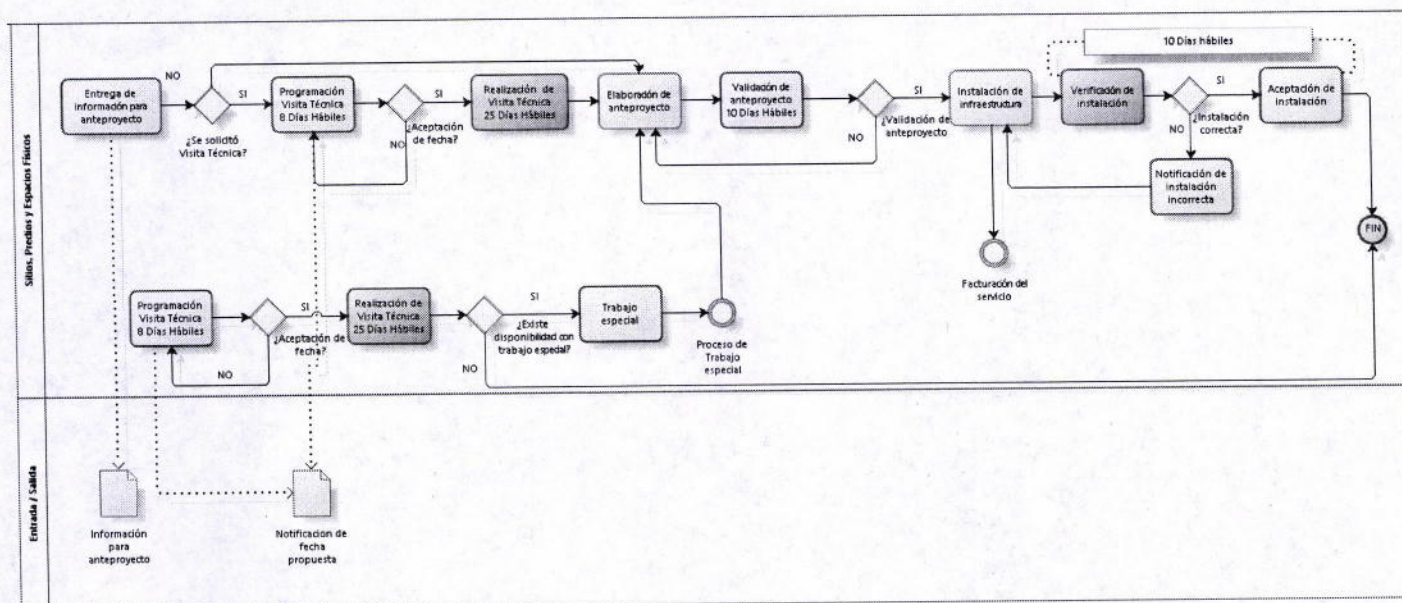 Sitios, Predios y Espacios Físicos
Entrega de
información para
anteproyecto
NO
¿Se solicitó
Visita Técnica?
SI
Programación
Visita Técnica
8 Días Hábiles
¿Aceptación
de fecha?
NO
SI
Realización de
Visita Técnica
25 Días Hábiles
Elaboración de
anteproyecto
Validación de
anteproyecto
10 Días Hábiles
¿Validación de
anteproyecto
NO
SI
Instalación de
infraestructura
10 Días hábiles
Verificación de
instalación
SI
NO
¿Instalación
correcta?
Aceptación de
Instalación
Notificación de
instalación
incorrecta
FIN
Facturación del
servicio
Programación
Visita Técnica
8 Días Hábiles
SI
¿Aceptación de
fecha?
NO
Realización de
Visita Técnica
25 Días Hábiles
SI
¿Existe
disponibilidad con
trabajo especial?
NO
Trabajo
especial
Proceso de
Trabajo
especial
Entrada / Salida
Información
para
anteproyecto
Notificacion de
fecha
propuesta